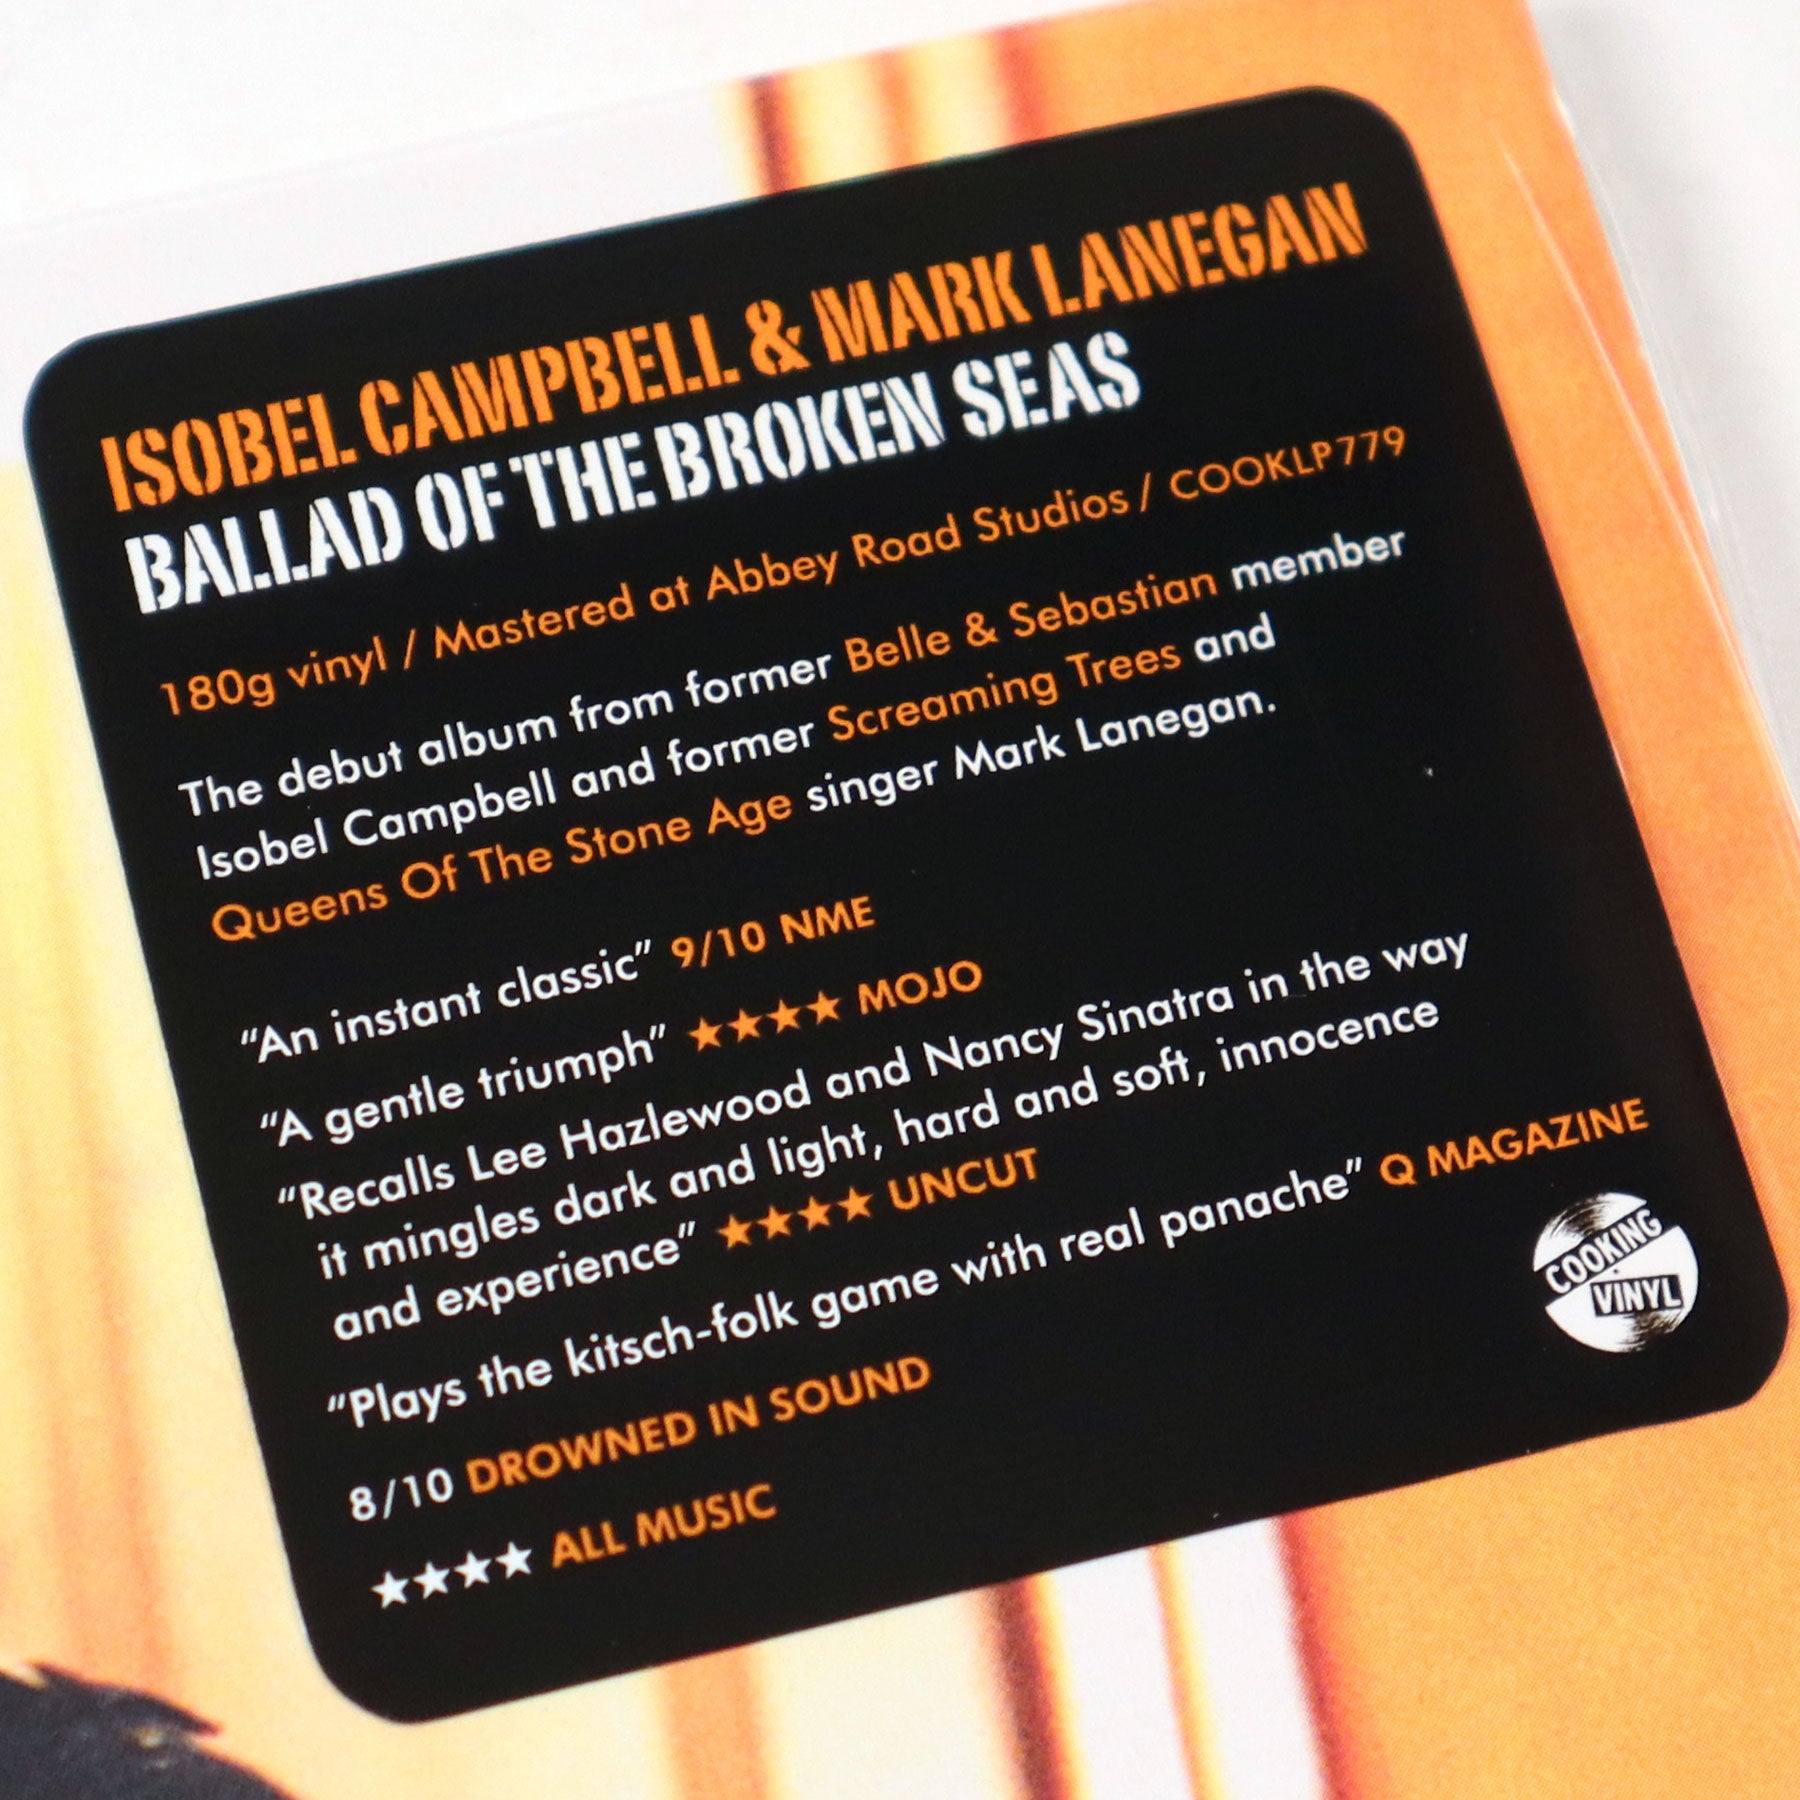 ISOBEL CAMPBELL & MARK LANEGAN
BALLAD OF THE BROKEN SEAS
180g vinyl / Mastered at Abbey Road Studios / COOKLP779
The debut album from former Belle & Sebastian member
Isobel Campbell and former Screaming Trees and
Queens Of The Stone Age singer Mark Lanegan.
“An instant classic” 9/10 NME
“A gentle triumph” ★★★★ MOJO
“Recalls Lee Hazlewood and Nancy Sinatra in the way
it mingles dark and light, hard and soft, innocence
and experience” ★★★★ UNCUT
“Plays the kitsch-folk game with real panache” Q MAGAZINE
8/10 DROWNED IN SOUND
★★★★ ALL MUSIC
COOKING
VINYL